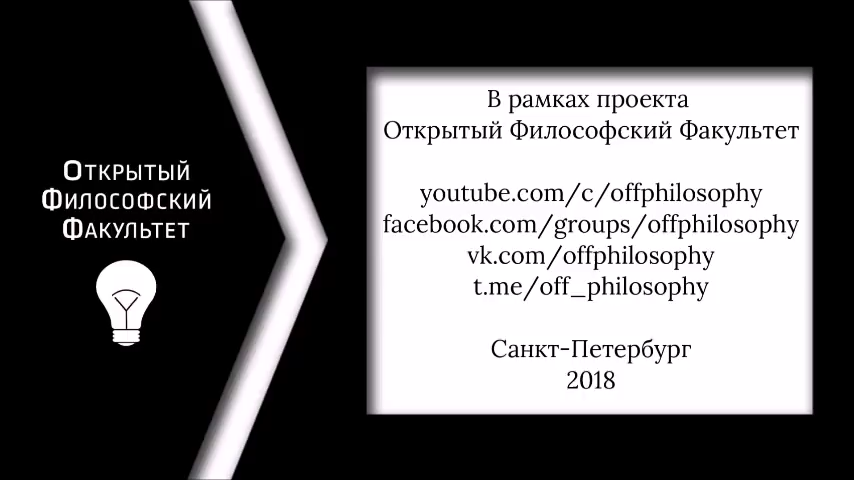 Открытый
Философский
Факультет
В рамках проекта
Открытый Философский Факультет
youtube.com/c/offphilosophy
facebook.com/groups/offphilosophy
vk.com/offphilosophy
t.me/off_philosophy
Санкт-Петербург
2018